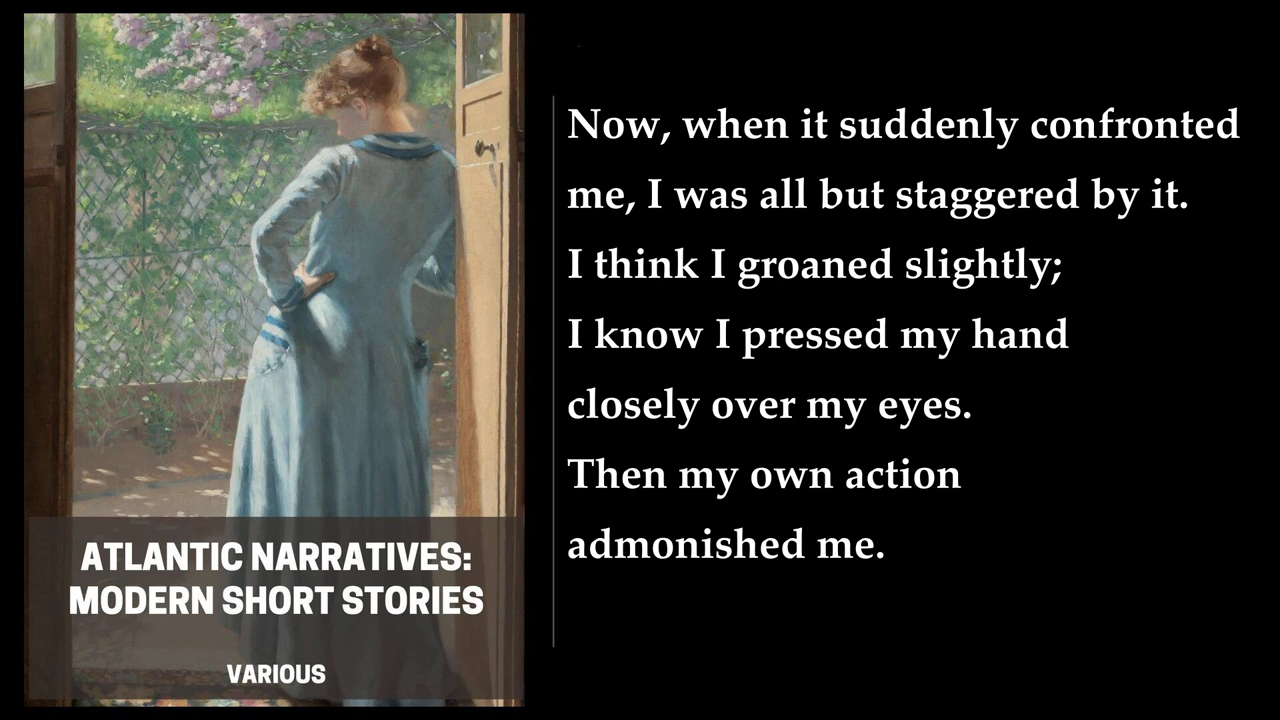 ATLANTIC NARRATIVES:
MODERN SHORT STORIES
VARIOUS
Now, when it suddenly confronted
me, I was all but staggered by it.
I think I groaned slightly;
I know I pressed my hand
closely over my eyes.
Then my own action
admonished me.